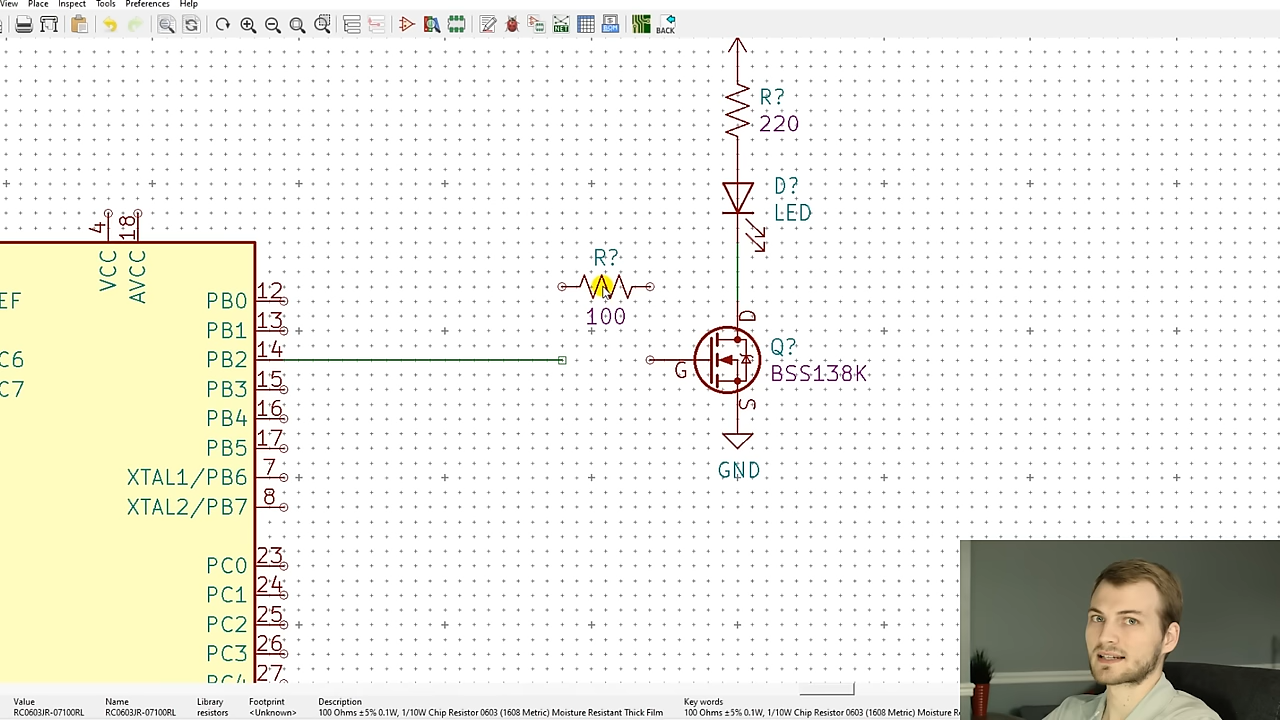 View Place Inspect Tools Preferences Help
NET
BOM
BACK
R?
220
D?
LED
4
18
VCC
AVCC
R?
100
EF
PB0 12
PB1 13
C6
PB2 14
C7
PB3 15
PB4 16
PB5 17
XTAL1/PB6 7
XTAL2/PB7 8
D
G
S
Q?
BSS138K
GND
PC0 23
PC1 24
PC2 25
PC3 26
PC4 27
Value Name Library Footprint Description Key words
RC0603JR-07100RL RC0603JR-07100RL resistors <Unknown> 100 Ohms ±5% 0.1W, 1/10W Chip Resistor 0603 (1608 Metric) Moisture Resistant Thick Film 100 Ohms ±5% 0.1W, 1/10W Chip Resistor 0603 (1608 Metric) Moisture R